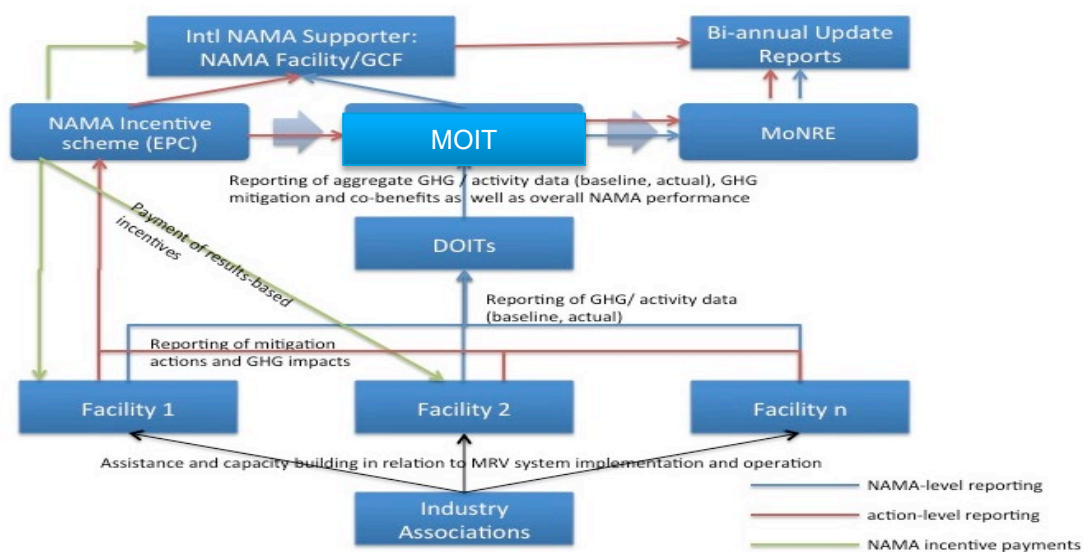 Intl NAMA Supporter:
NAMA Facility/GCF
Bi-annual Update
Reports
NAMA Incentive
scheme (EPC)
MOIT
MoNRE
Reporting of aggregate GHG / activity data (baseline, actual), GHG
mitigation and co-benefits as well as overall NAMA performance
Payment of results-based
incentives
DOITs
Reporting of GHG/ activity data
(baseline, actual)
Reporting of mitigation
actions and GHG impacts
Facility 1
Facility 2
Facility n
Assistance and capacity building in relation to MRV system implementation and operation
Industry
Associations
NAMA-level reporting
action-level reporting
NAMA incentive payments